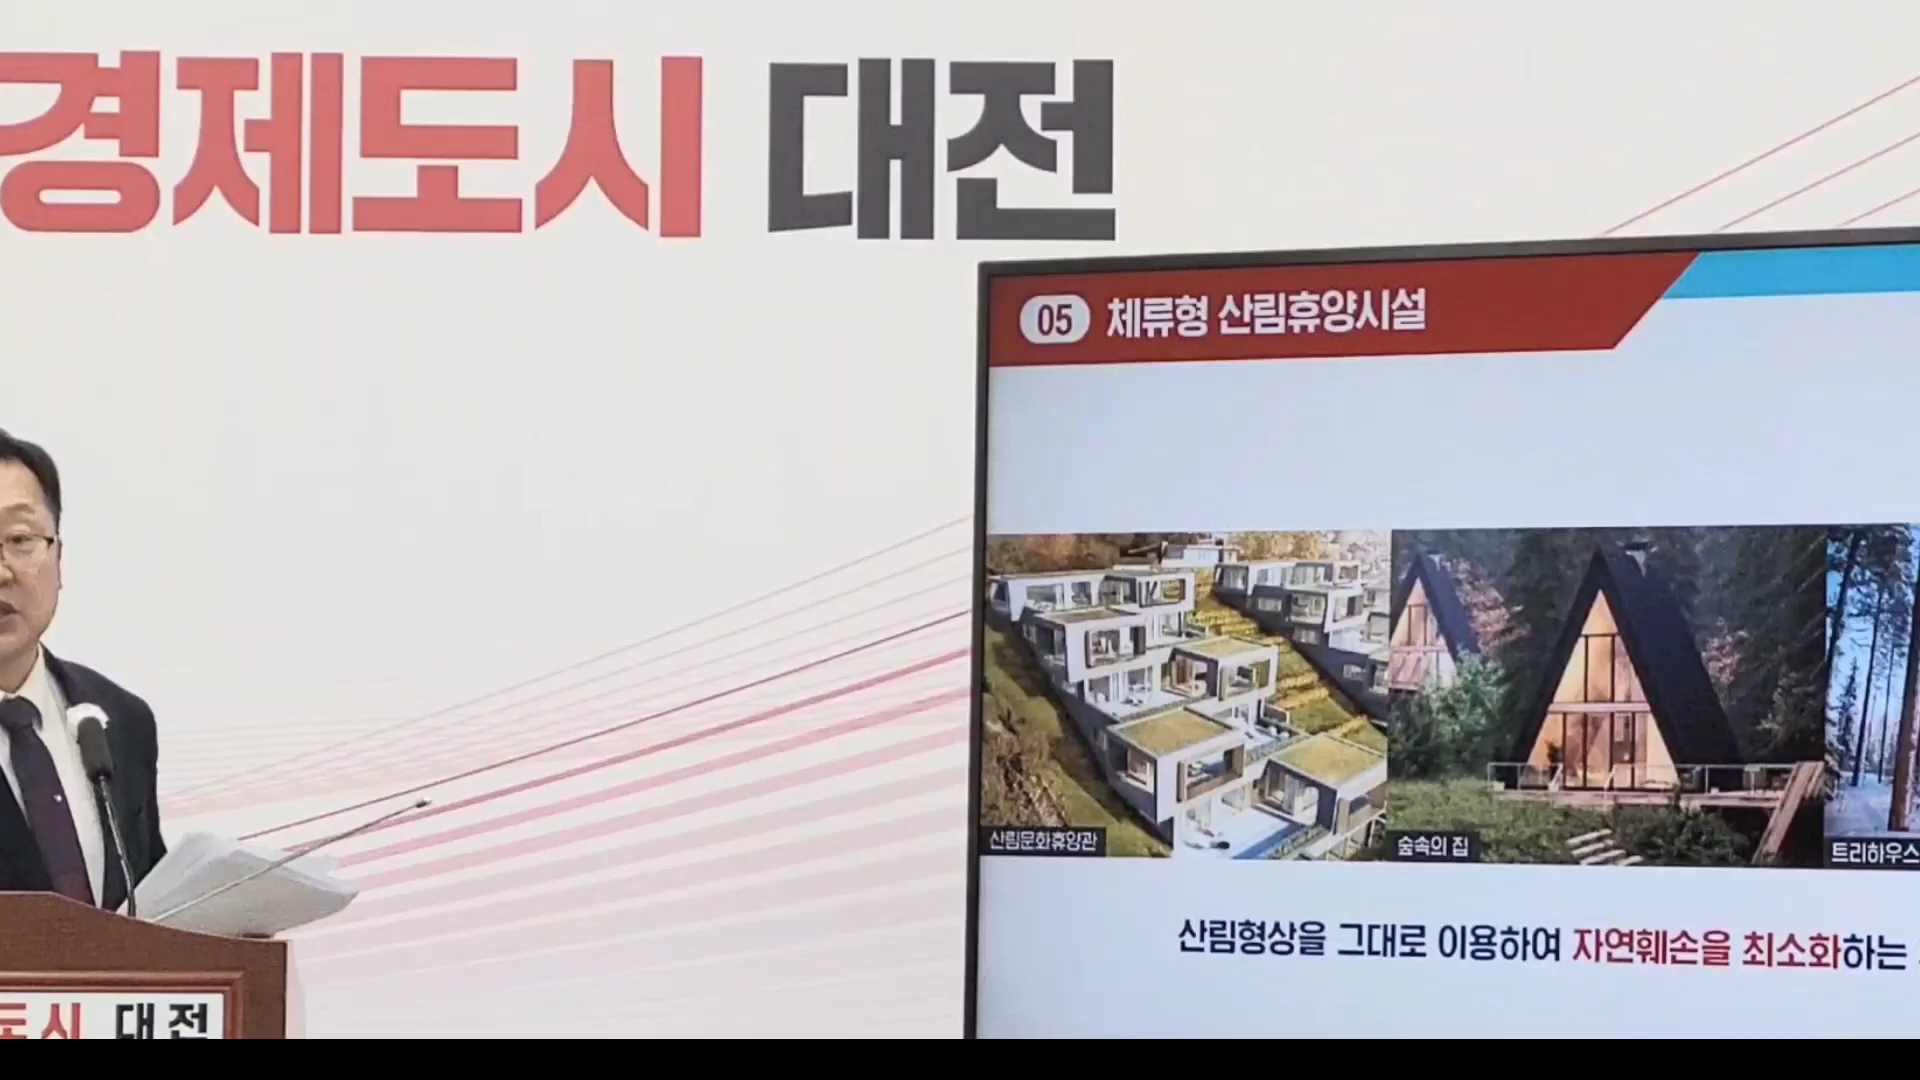 경제도시 대전
05 체류형 산림휴양시설
산림문화휴양관
숲속의 집
트리하우스
산림형상을 그대로 이용하여 자연훼손을 최소화하는
도시 대전